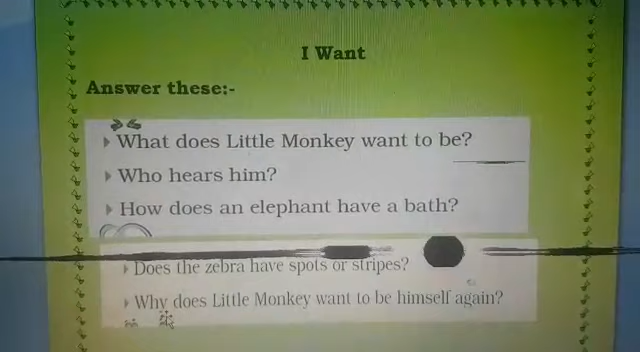 I Want
Answer these:-
What does Little Monkey want to be?
Who hears him?
How does an elephant have a bath?
Does the zebra have spots or stripes?
Why does Little Monkey want to be himself again?